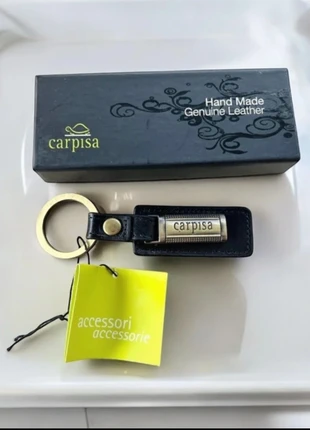 Hand Made
Genuine Leather
carpisa
carpisa
accessori
accessorie